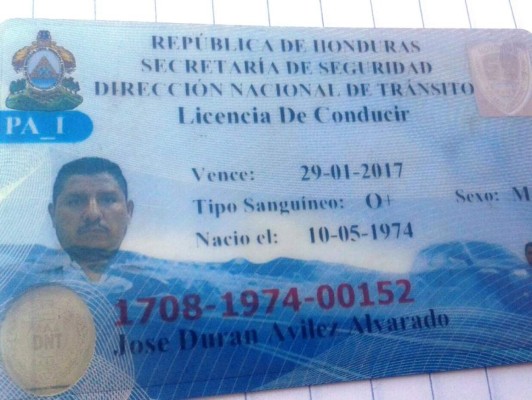 REPÚBLICA DE HONDURAS
SECRETARÍA DE SEGURIDAD
DIRECCIÓN NACIONAL DE TRÁNSITO
Licencia De Conducir
PA_I
Vence: 29-01-2017
Tipo Sanguineo: O+ Sexo: M
Nacio el: 10-05-1974
1708-1974-00152
Jose Duran Avilez Alvarado
DNT